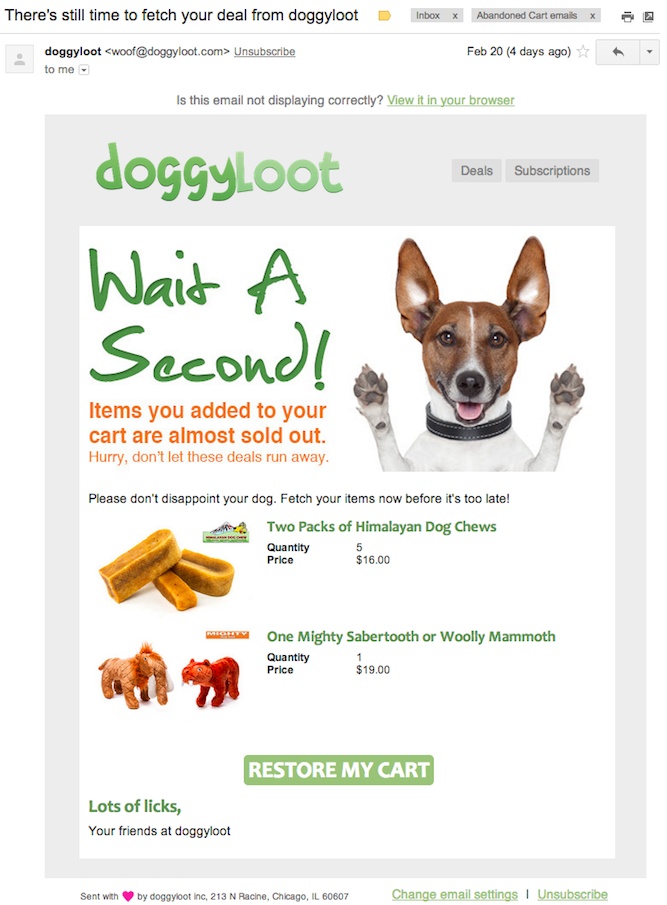 There's still time to fetch your deal from doggyloot
Inbox x
Abandoned Cart emails x
doggyloot <woof@doggyloot.com> Unsubscribe
Feb 20 (4 days ago)
to me
Is this email not displaying correctly? View it in your browser
doggyloot
Deals
Subscriptions
Wait A
Second!
Items you added to your
cart are almost sold out.
Hurry, don't let these deals run away.
Please don't disappoint your dog. Fetch your items now before it's too late!
HIMALAYAN DOG CHEW
Two Packs of Himalayan Dog Chews
Quantity 5
Price $16.00
MIGHTY
One Mighty Sabertooth or Woolly Mammoth
Quantity 1
Price $19.00
RESTORE MY CART
Lots of licks,
Your friends at doggyloot
Sent with by doggyloot inc, 213 N Racine, Chicago, IL 60607
Change email settings | Unsubscribe